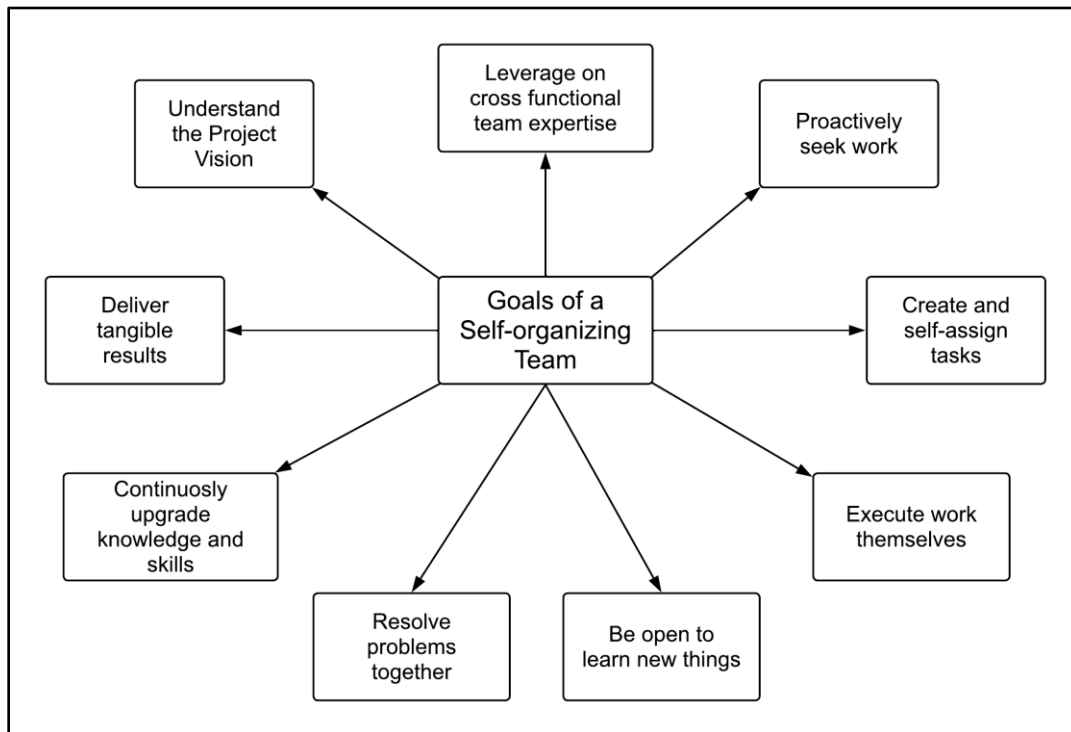 Leverage on
cross functional
team expertise
Understand
the Project
Vision
Proactively
seek work
Goals of a
Self-organizing
Team
Deliver
tangible
results
Create and
self-assign
tasks
Continuosly
upgrade
knowledge and
skills
Execute work
themselves
Resolve
problems
together
Be open to
learn new things